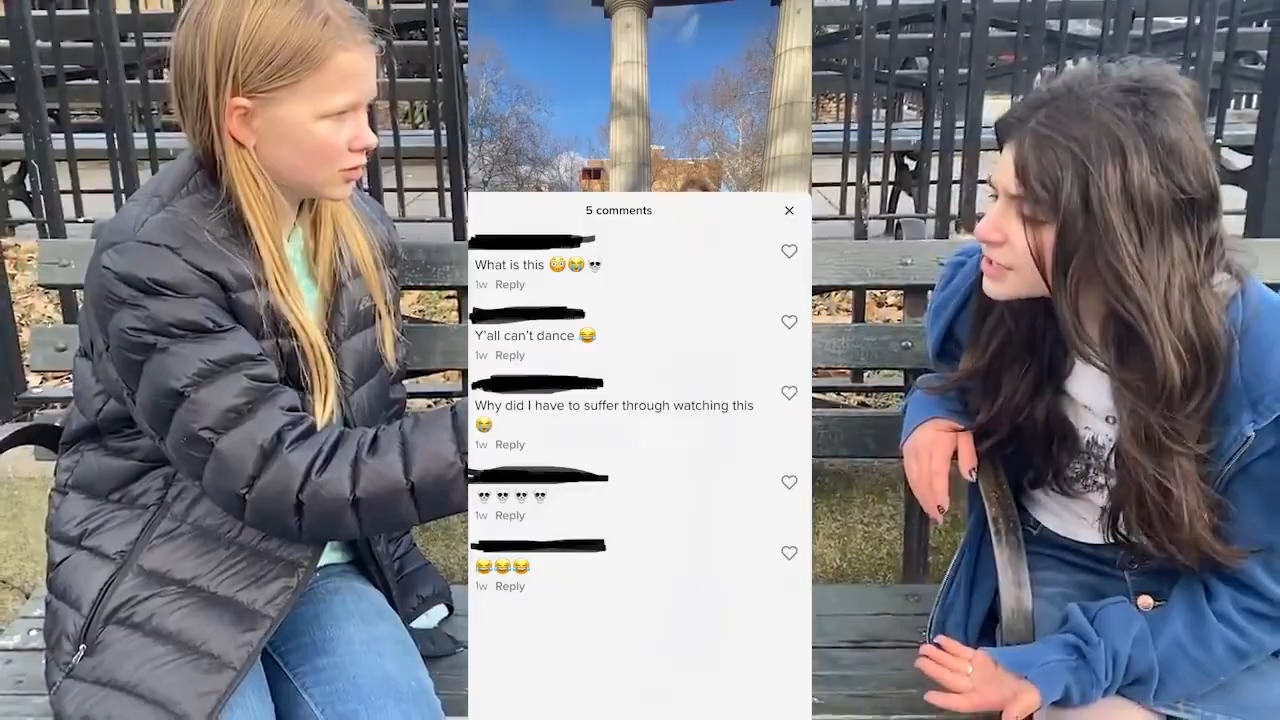 5 comments
What is this 😳😭💀
1w Reply
Y'all can't dance 😂
1w Reply
Why did I have to suffer through watching this
😭
1w Reply
💀💀💀💀
1w Reply
😂😂😂
1w Reply